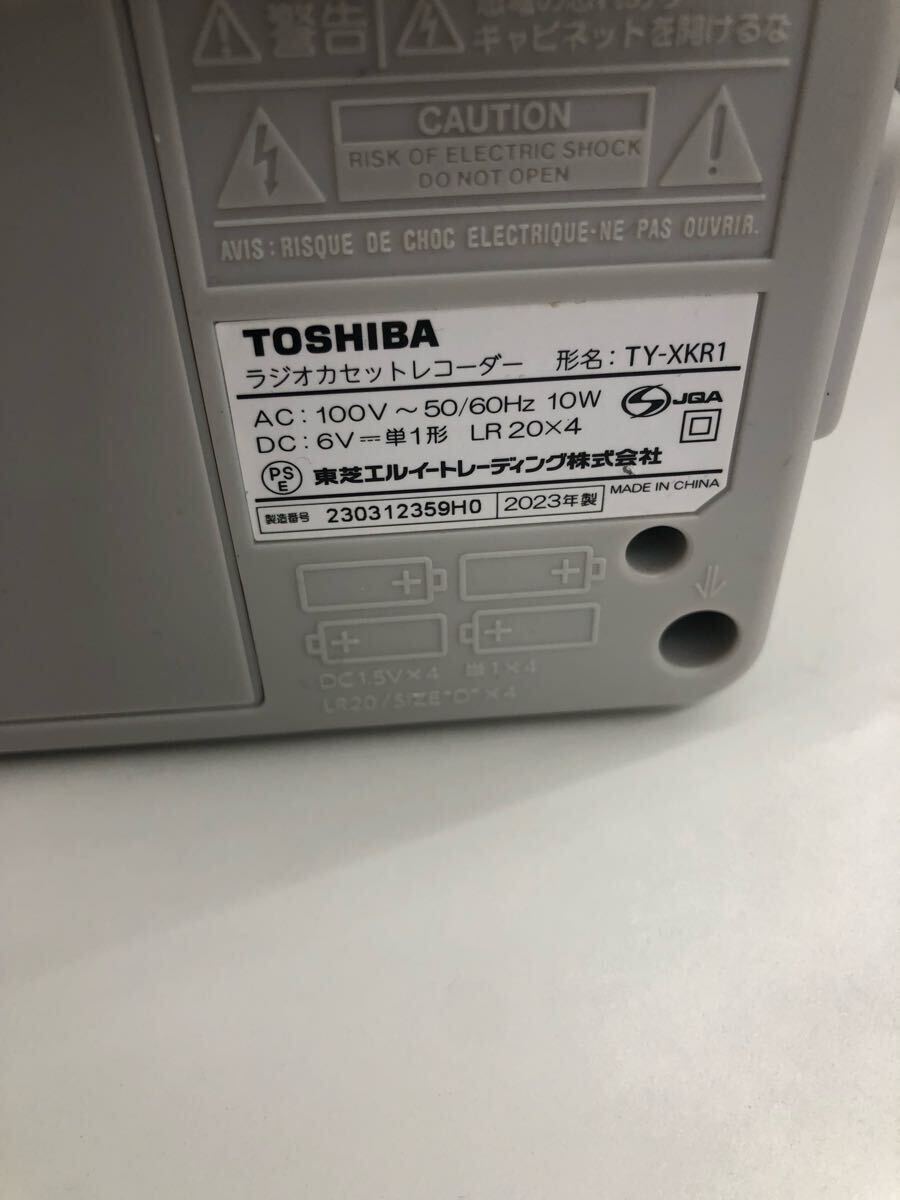 警告
キャビネットを開けるな
CAUTION
RISK OF ELECTRIC SHOCK
DO NOT OPEN
AVIS : RISQUE DE CHOC ELECTRIQUE-NE PAS OUVRIR.
TOSHIBA
ラジオカセットレコーダー 形名 : TY-XKR1
AC : 100V ～ 50/60Hz 10W JQA
DC : 6V ⎓ 単1形 LR 20×4
PSE 東芝エルイートレーディング株式会社
製造番号 230312359H0 2023年製 MADE IN CHINA
DC1.5V×4 単1×4
LR20/SIZE"D"×4